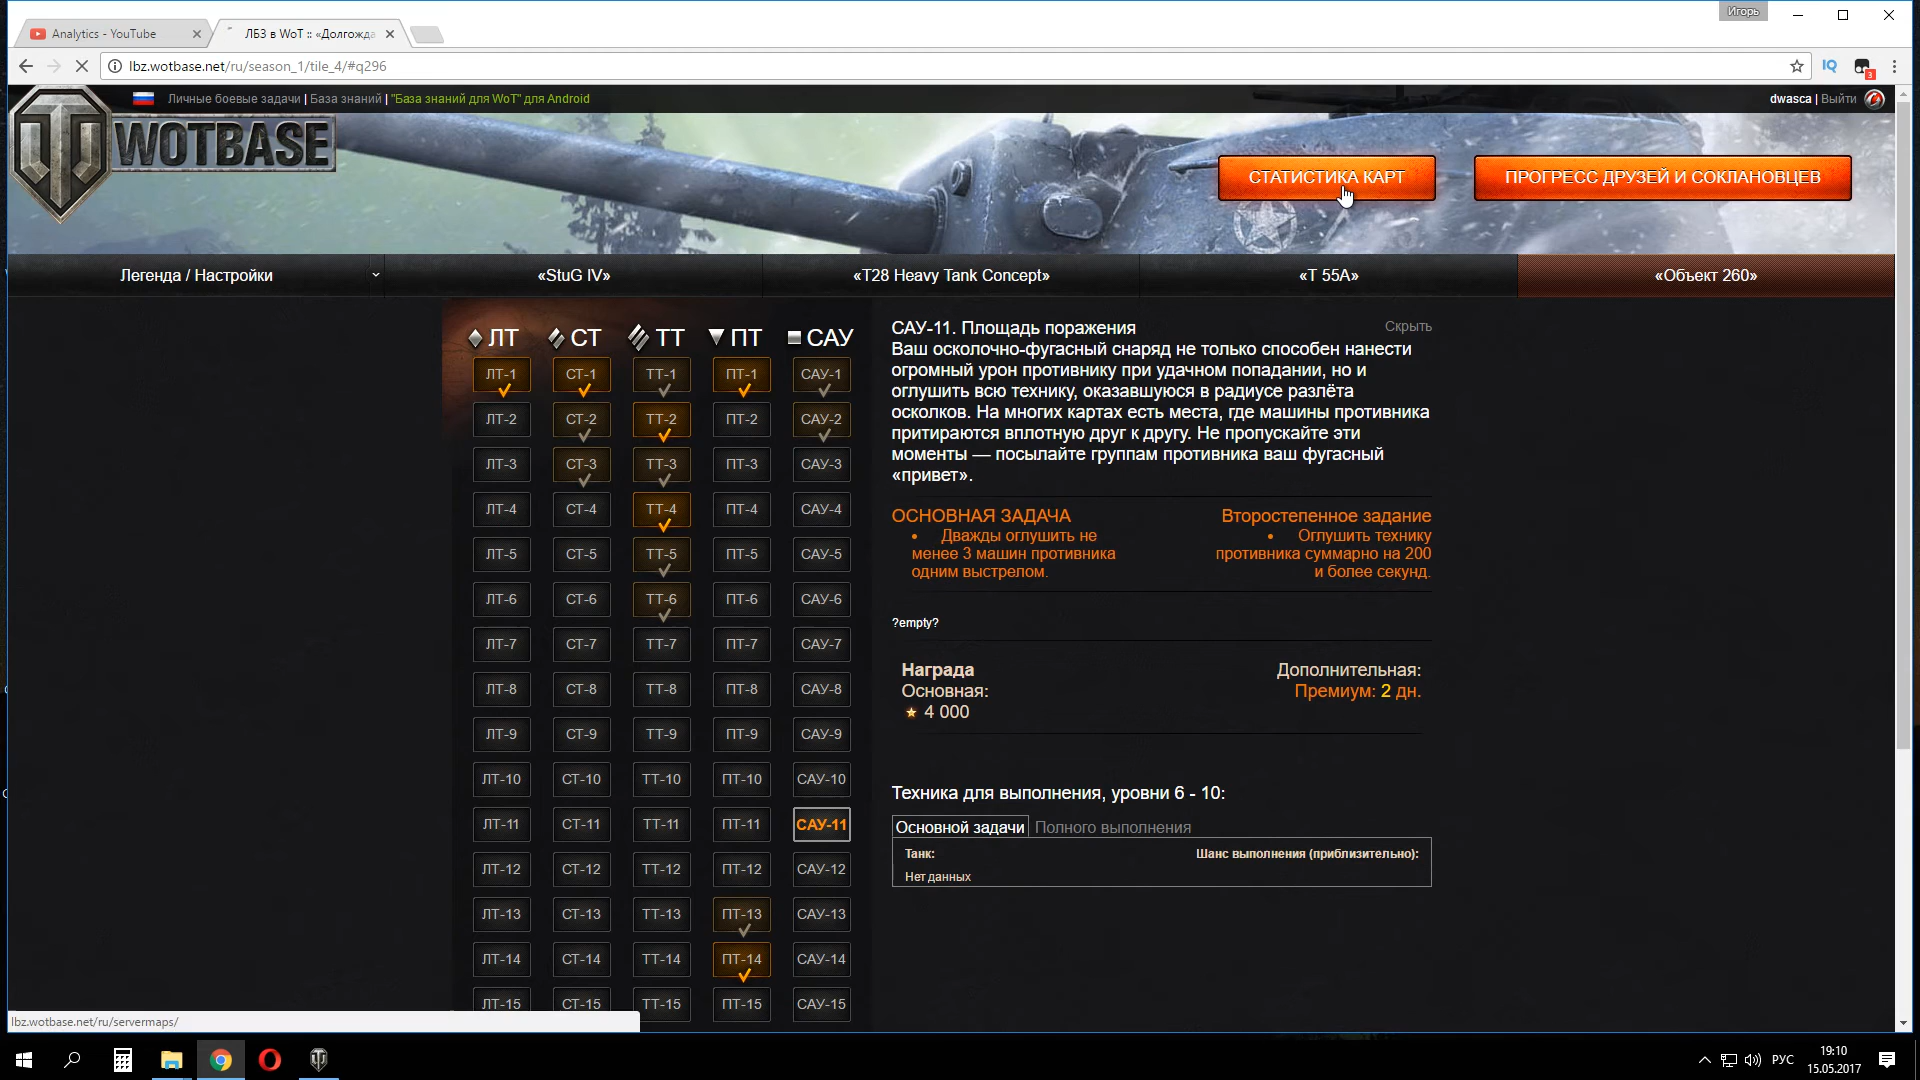 Игорь
Analytics - YouTube
ЛБЗ в WoT :: «Долгожда
lbz.wotbase.net/ru/season_1/tile_4/#q296
IQ
3
Личные боевые задачи | База знаний | "База знаний для WoT" для Android
dwasca | Выйти
WOTBASE
СТАТИСТИКА КАРТ
ПРОГРЕСС ДРУЗЕЙ И СОКЛАНОВЦЕВ
Легенда / Настройки
«StuG IV»
«T28 Heavy Tank Concept»
«T 55A»
«Объект 260»
ЛТ СТ ТТ ПТ САУ
ЛТ-1 СТ-1 ТТ-1 ПТ-1 САУ-1
ЛТ-2 СТ-2 ТТ-2 ПТ-2 САУ-2
ЛТ-3 СТ-3 ТТ-3 ПТ-3 САУ-3
ЛТ-4 СТ-4 ТТ-4 ПТ-4 САУ-4
ЛТ-5 СТ-5 ТТ-5 ПТ-5 САУ-5
ЛТ-6 СТ-6 ТТ-6 ПТ-6 САУ-6
ЛТ-7 СТ-7 ТТ-7 ПТ-7 САУ-7
ЛТ-8 СТ-8 ТТ-8 ПТ-8 САУ-8
ЛТ-9 СТ-9 ТТ-9 ПТ-9 САУ-9
ЛТ-10 СТ-10 ТТ-10 ПТ-10 САУ-10
ЛТ-11 СТ-11 ТТ-11 ПТ-11 САУ-11
ЛТ-12 СТ-12 ТТ-12 ПТ-12 САУ-12
ЛТ-13 СТ-13 ТТ-13 ПТ-13 САУ-13
ЛТ-14 СТ-14 ТТ-14 ПТ-14 САУ-14
ЛТ-15 СТ-15 ТТ-15 ПТ-15 САУ-15
САУ-11. Площадь поражения
Скрыть
Ваш осколочно-фугасный снаряд не только способен нанести
огромный урон противнику при удачном попадании, но и
оглушить всю технику, оказавшуюся в радиусе разлёта
осколков. На многих картах есть места, где машины противника
притираются вплотную друг к другу. Не пропускайте эти
моменты — посылайте группам противника ваш фугасный
«привет».
ОСНОВНАЯ ЗАДАЧА
• Дважды оглушить не
менее 3 машин противника
одним выстрелом.
Второстепенное задание
• Оглушить технику
противника суммарно на 200
и более секунд.
?empty?
Награда
Основная:
4 000
Дополнительная:
Премиум: 2 дн.
Техника для выполнения, уровни 6 - 10:
Основной задачи
Полного выполнения
Танк:
Шанс выполнения (приблизительно):
Нет данных
lbz.wotbase.net/ru/servermaps/
РУС
19:10
15.05.2017